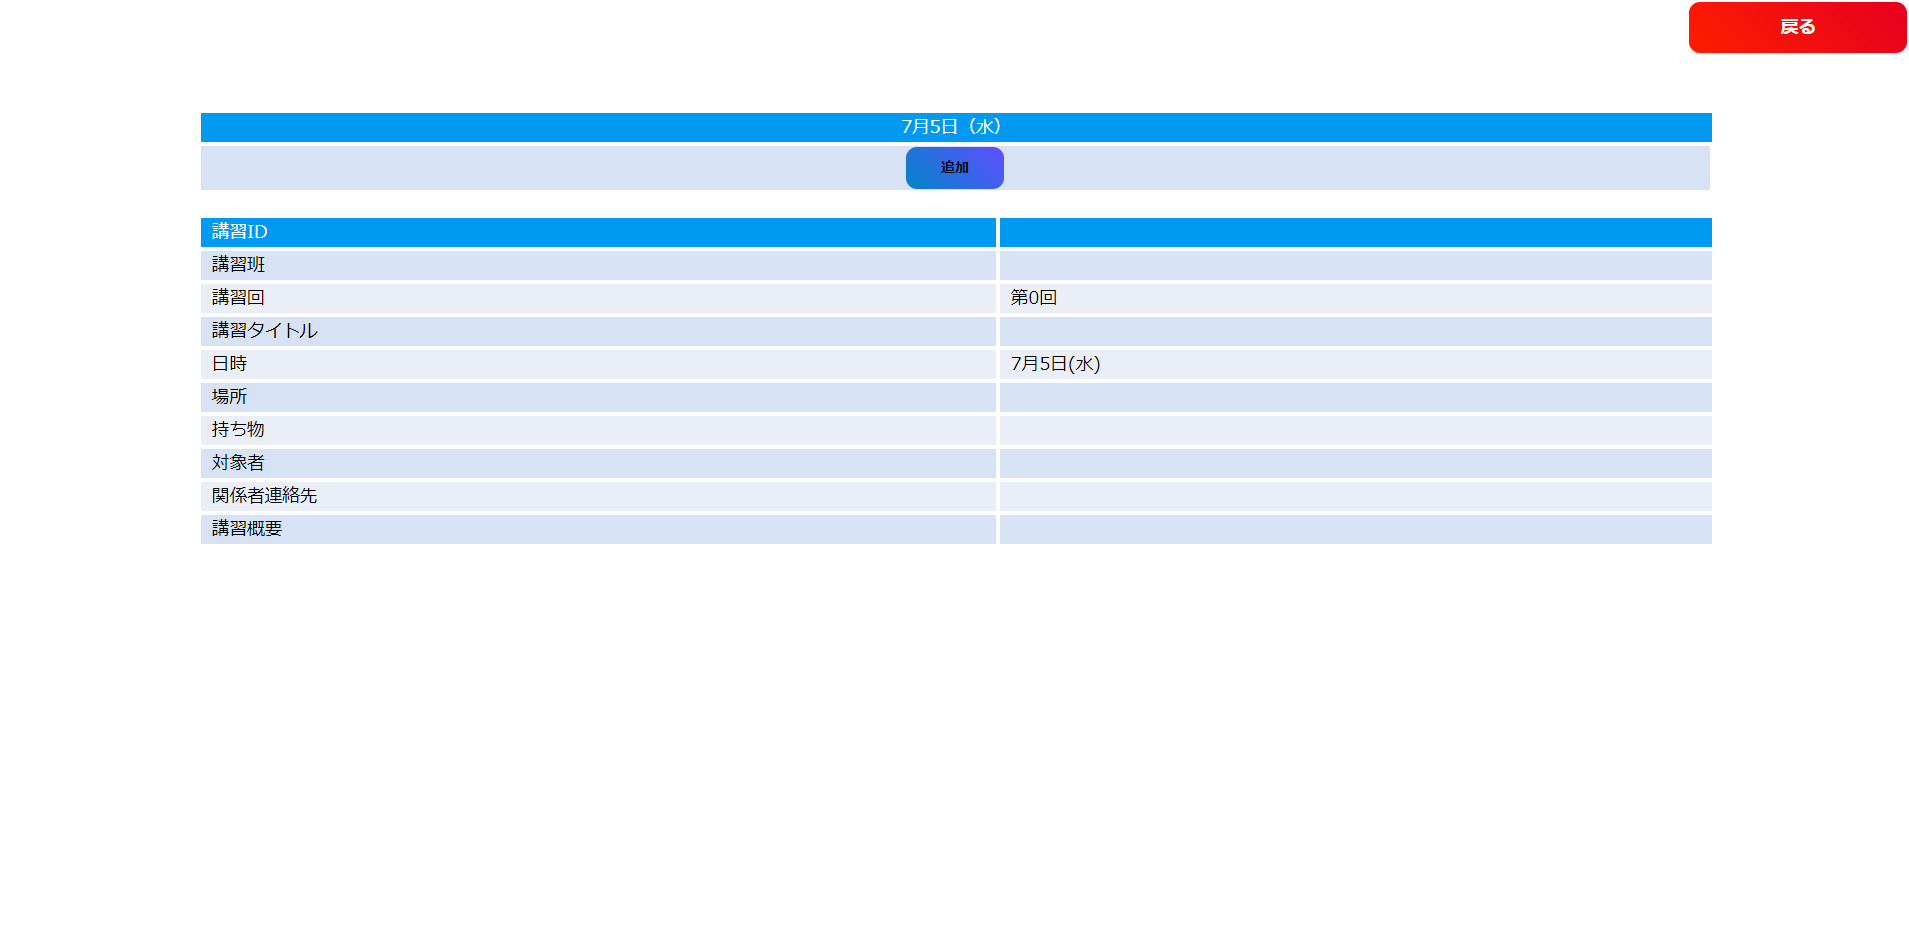 戻る
7月5日（水）
追加
講習ID
講習班
講習回 第0回
講習タイトル
日時 7月5日(水)
場所
持ち物
対象者
関係者連絡先
講習概要